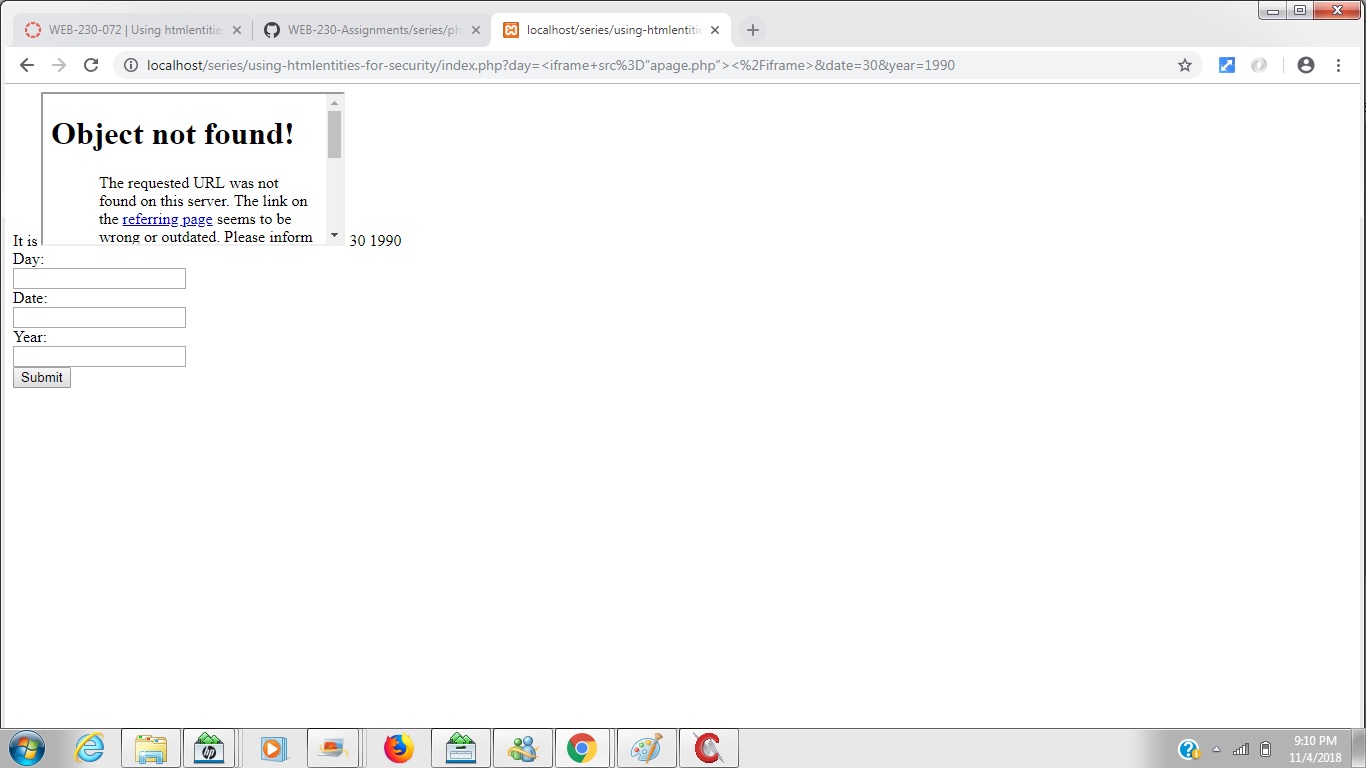 WEB-230-072 | Using htmlentitie
WEB-230-Assignments/series/ph
localhost/series/using-htmlentitie
localhost/series/using-htmlentities-for-security/index.php?day=<iframe+src%3D"apage.php"><%2Fiframe>&date=30&year=1990
Object not found!
The requested URL was not
found on this server. The link on
the referring page seems to be
wrong or outdated. Please inform
It is 30 1990
Day:
Date:
Year:
Submit
9:10 PM
11/4/2018